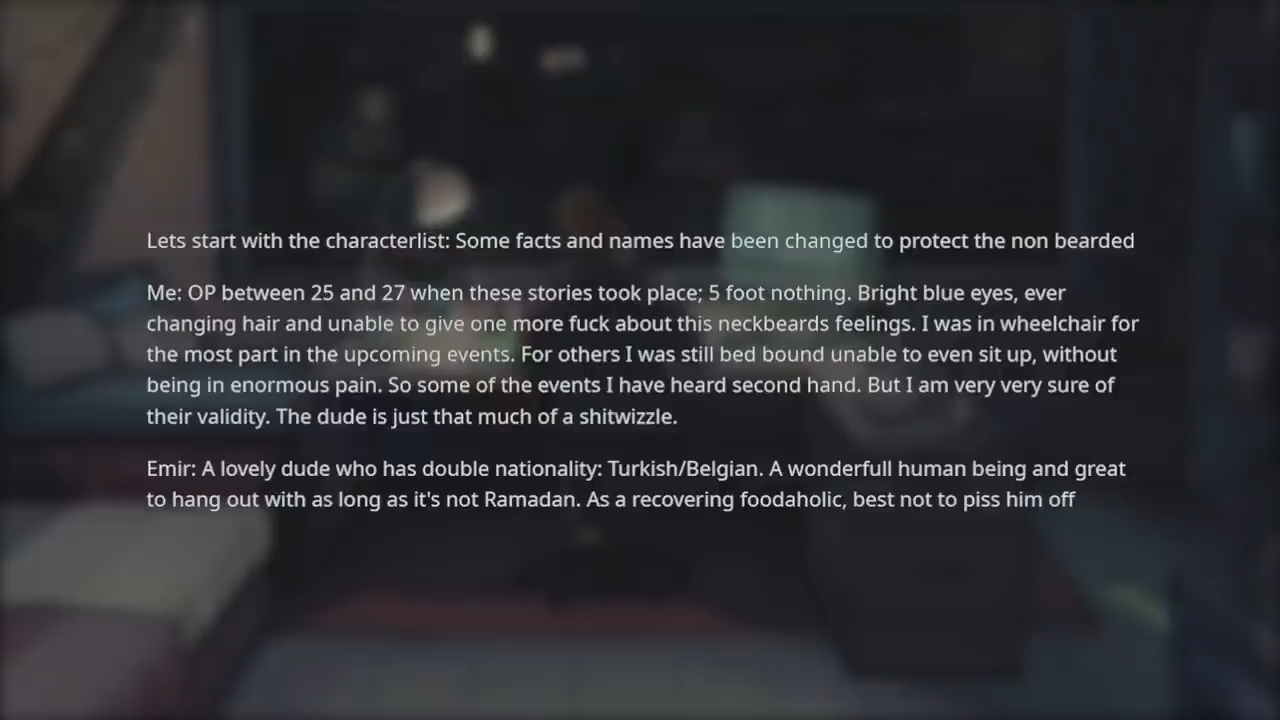 Lets start with the characterlist: Some facts and names have been changed to protect the non bearded
Me: OP between 25 and 27 when these stories took place; 5 foot nothing. Bright blue eyes, ever
changing hair and unable to give one more fuck about this neckbeards feelings. I was in wheelchair for
the most part in the upcoming events. For others I was still bed bound unable to even sit up, without
being in enormous pain. So some of the events I have heard second hand. But I am very very sure of
their validity. The dude is just that much of a shitwizzle.
Emir: A lovely dude who has double nationality: Turkish/Belgian. A wonderfull human being and great
to hang out with as long as it's not Ramadan. As a recovering foodaholic, best not to piss him off